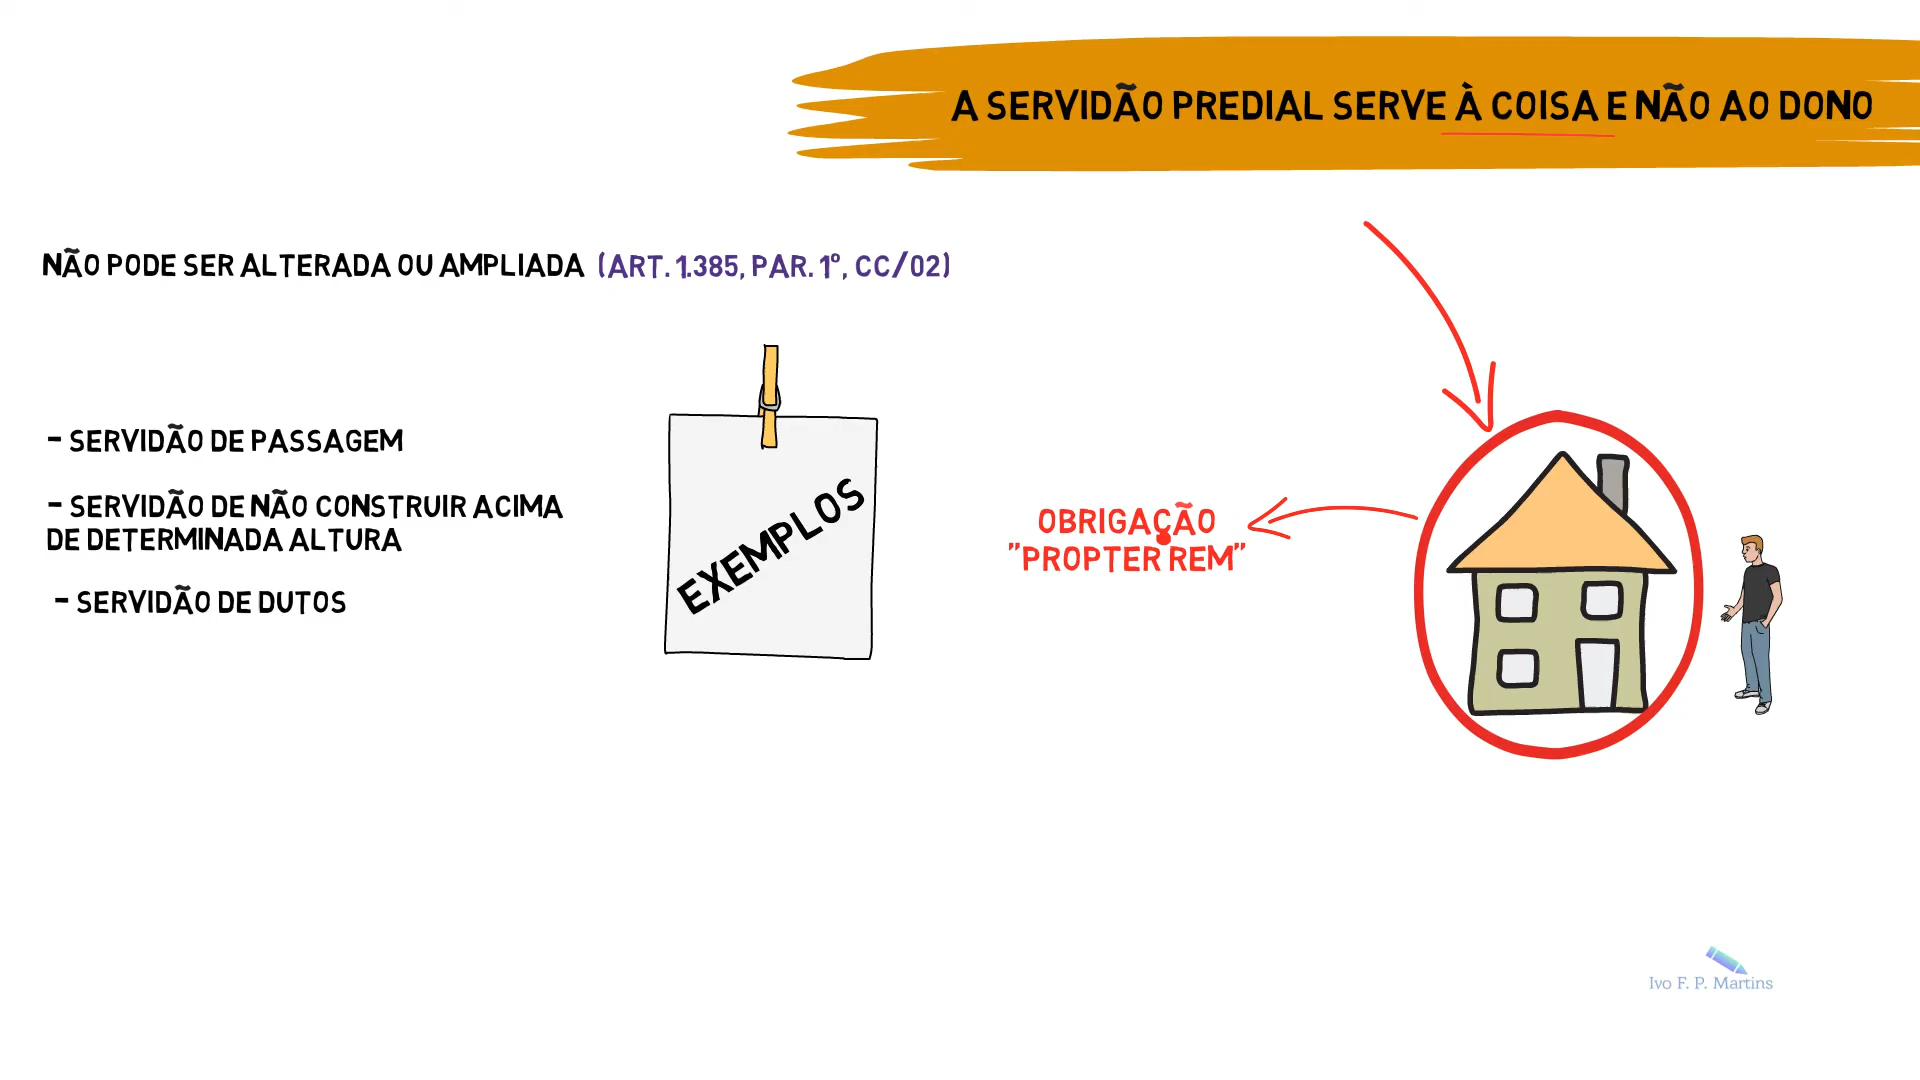 A SERVIDÃO PREDIAL SERVE À COISA E NÃO AO DONO
NÃO PODE SER ALTERADA OU AMPLIADA (ART. 1.385, PAR. 1º, CC/02)
- SERVIDÃO DE PASSAGEM
- SERVIDÃO DE NÃO CONSTRUIR ACIMA
DE DETERMINADA ALTURA
- SERVIDÃO DE DUTOS
EXEMPLOS
OBRIGAÇÃO
"PROPTER REM"
Ivo F. P. Martins